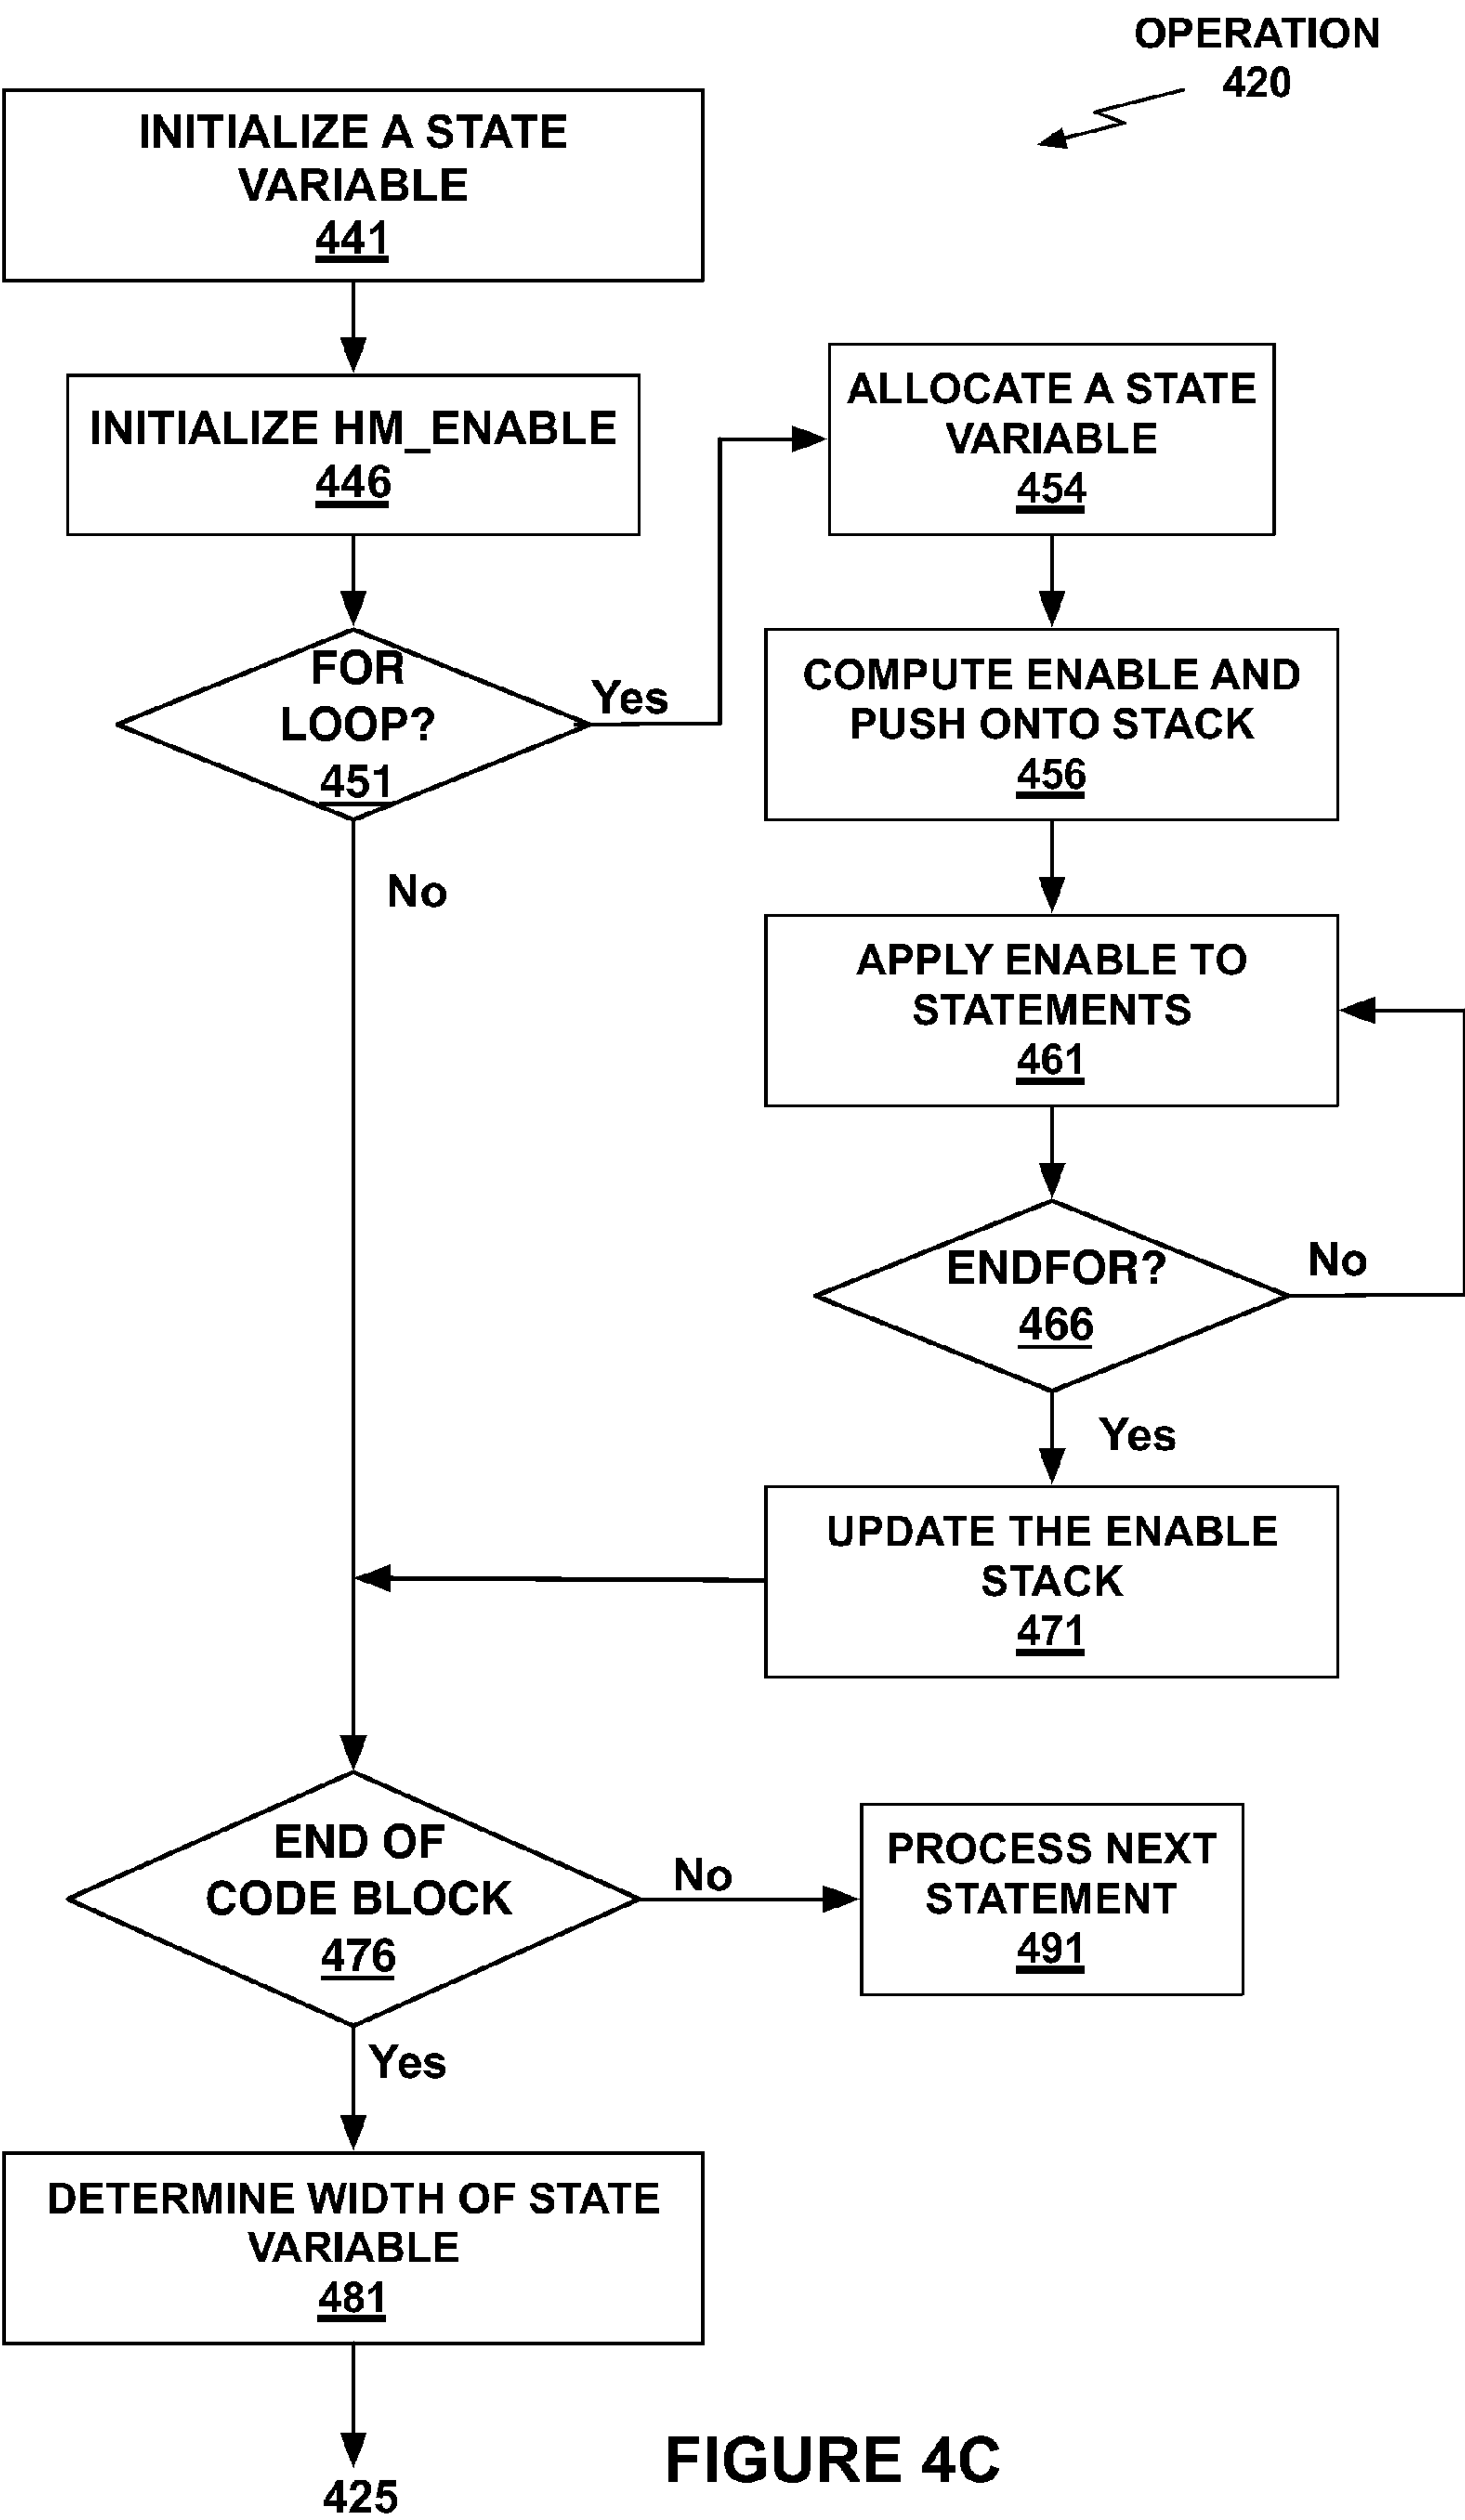 OPERATION
420
INITIALIZE A STATE
VARIABLE
441
INITIALIZE HM_ENABLE
446
FOR
LOOP?
451
Yes
No
ALLOCATE A STATE
VARIABLE
454
COMPUTE ENABLE AND
PUSH ONTO STACK
456
APPLY ENABLE TO
STATEMENTS
461
ENDFOR?
466
No
Yes
UPDATE THE ENABLE
STACK
471
END OF
CODE BLOCK
476
No
PROCESS NEXT
STATEMENT
491
Yes
DETERMINE WIDTH OF STATE
VARIABLE
481
425
FIGURE 4C